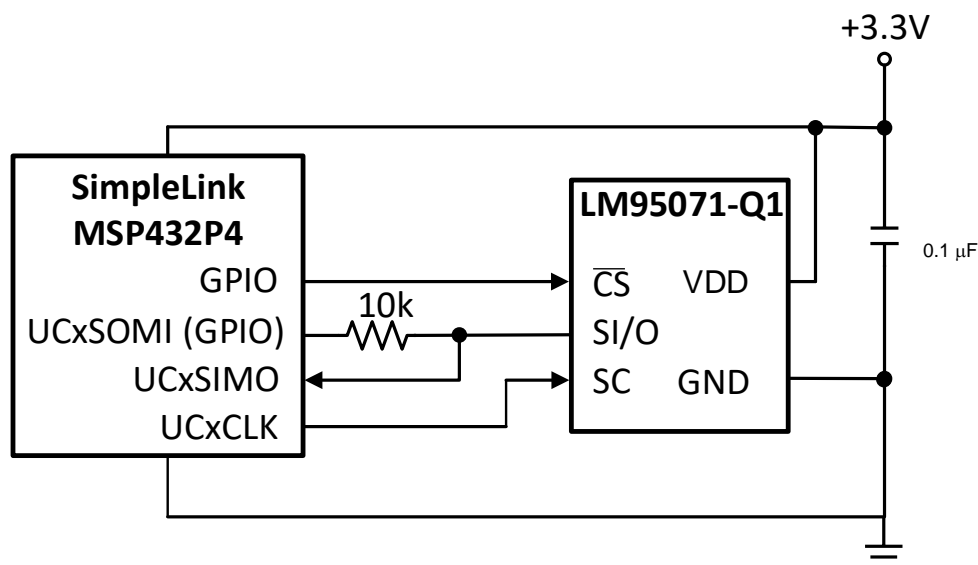 +3.3V
SimpleLink
MSP432P4
GPIO
UCxSOMI (GPIO)
UCxSIMO
UCxCLK
10k
LM95071-Q1
CS VDD
SI/O
SC GND
0.1 µF